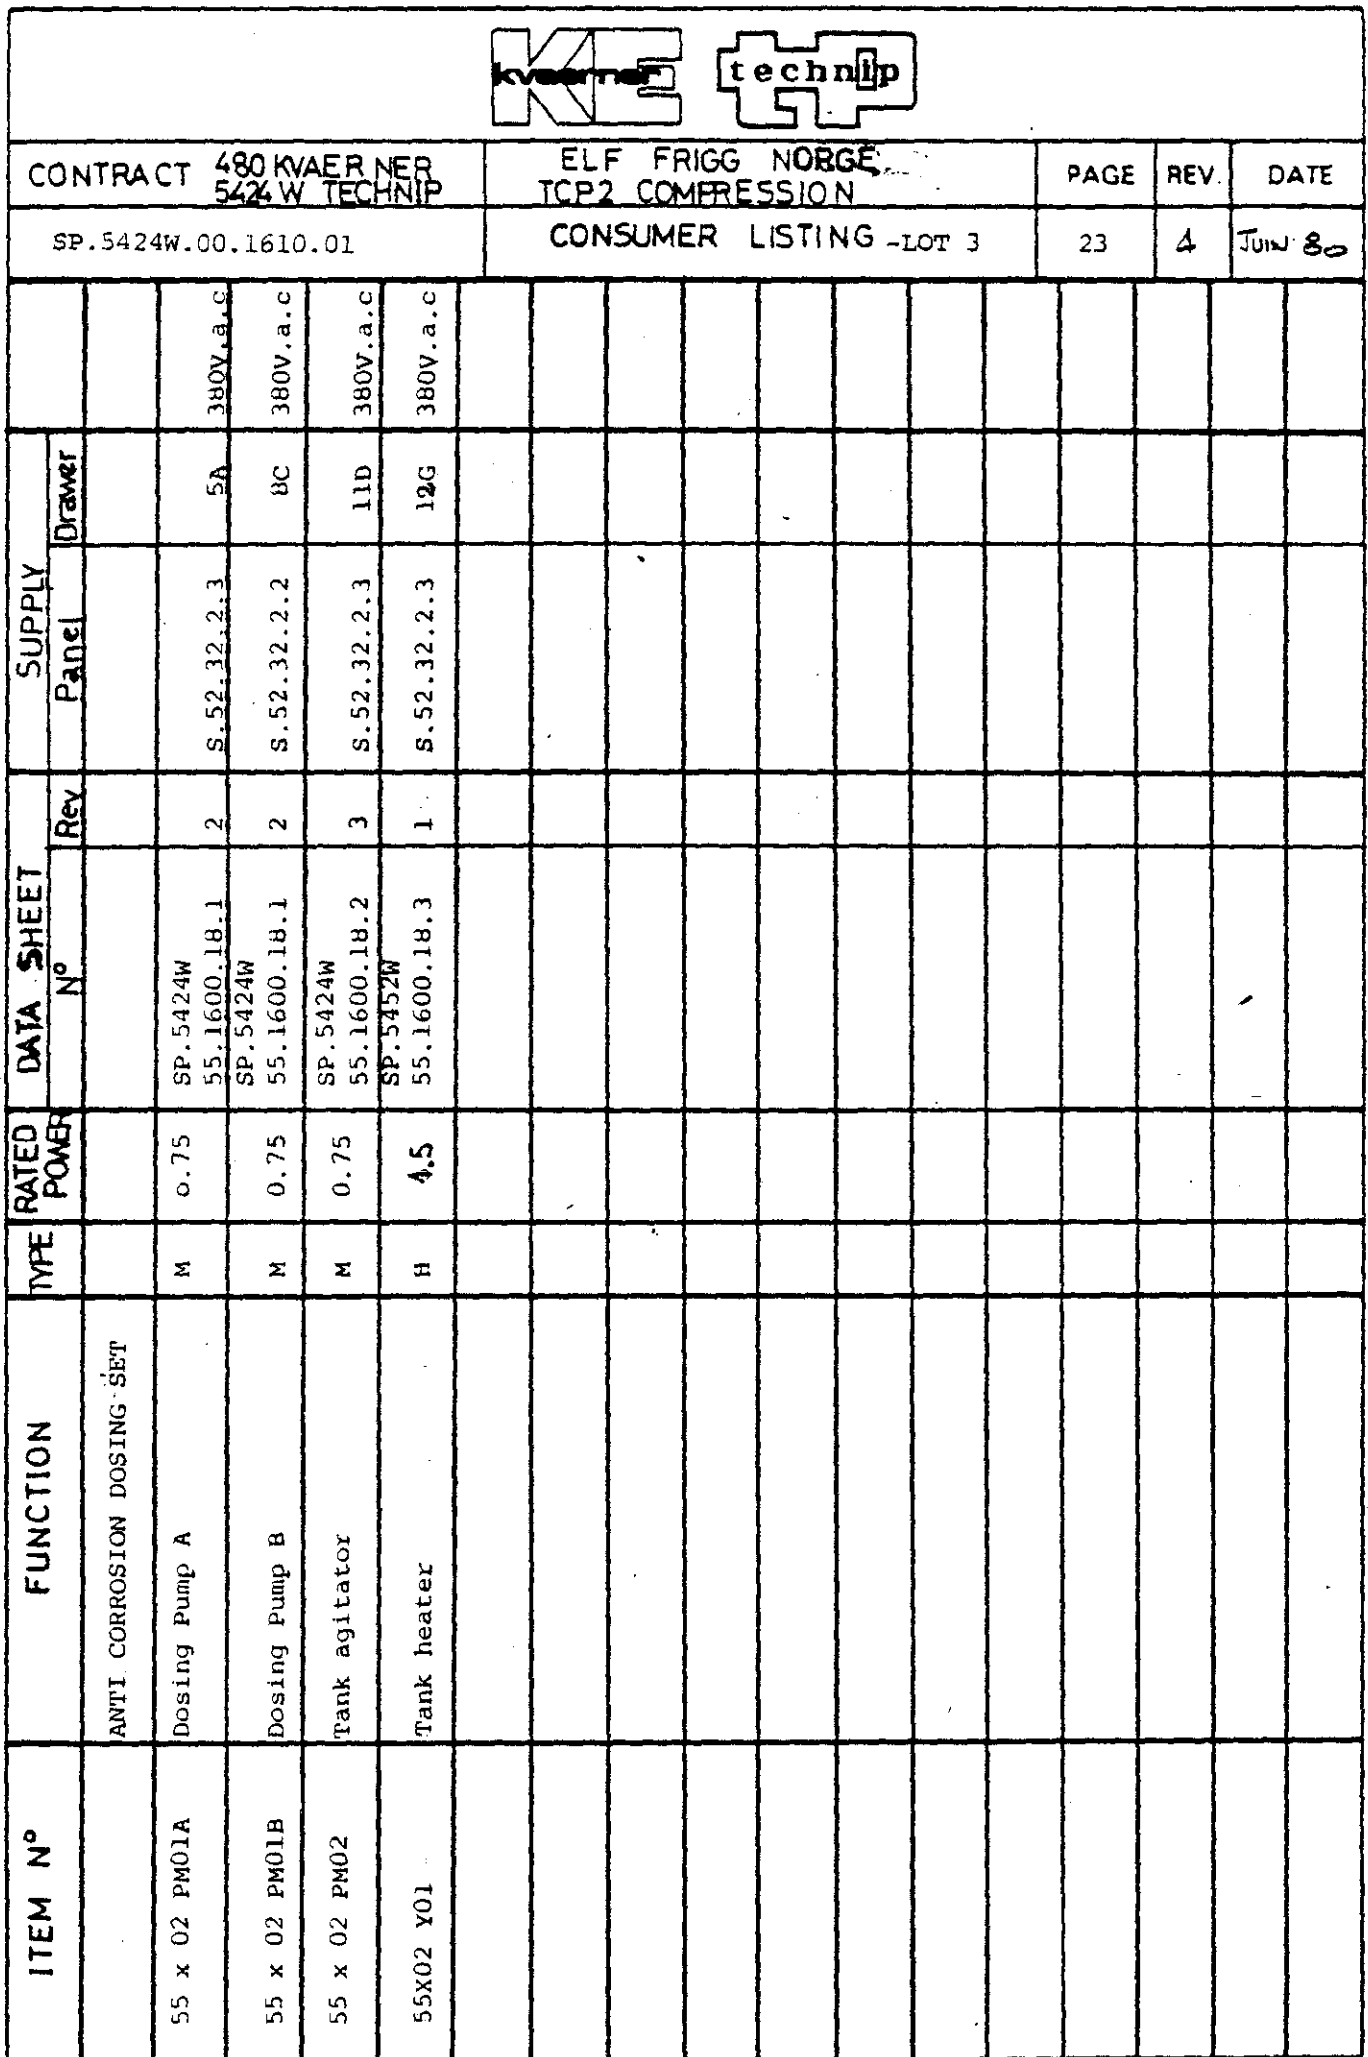 kvaerner
technip
CONTRACT 480 KVAERNER
5424 W TECHNIP
ELF FRIGG NORGE
TCP2 COMPRESSION
PAGE
REV.
DATE
SP.5424W.00.1610.01
CONSUMER LISTING -LOT 3
23
4
JUIN 80
ITEM N°
FUNCTION
TYPE
RATED
POWER
DATA SHEET
N°
Rev
SUPPLY
Panel
Drawer
ANTI CORROSION DOSING SET
55 x 02 PM01A
Dosing Pump A
M
0.75
SP.5424W
55.1600.18.1
2
S.52.32.2.3
5A
380V.a.c
55 x 02 PM01B
Dosing Pump B
M
0.75
SP.5424W
55.1600.18.1
2
S.52.32.2.2
8C
380V.a.c
55 x 02 PM02
Tank agitator
M
0.75
SP.5424W
55.1600.18.2
3
S.52.32.2.3
11D
380V.a.c
55X02 Y01
Tank heater
H
SP.5452W
55.1600.18.3
1
S.52.32.2.3
12G
380V.a.c